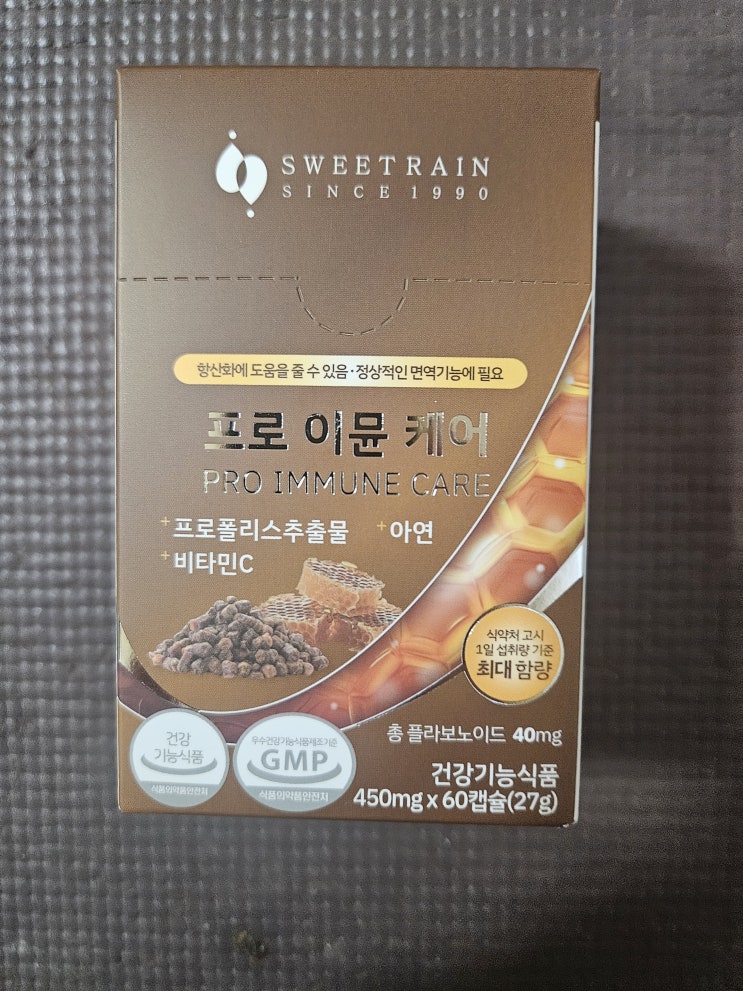 SWEETRAIN
SINCE 1990
항산화에 도움을 줄 수 있음·정상적인 면역기능에 필요
프로 이뮨 케어
PRO IMMUNE CARE
+프로폴리스추출물 +아연
+비타민C
식약처 고시
1일 섭취량 기준
최대 함량
총 플라보노이드 40mg
건강
기능식품
식품의약품안전처
우수건강기능식품제조기준
GMP
식품의약품안전처
건강기능식품
450mg x 60캡슐(27g)